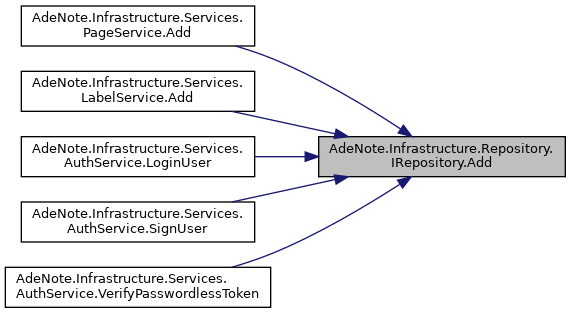 AdeNote.Infrastructure.Services.
PageService.Add
AdeNote.Infrastructure.Services.
LabelService.Add
AdeNote.Infrastructure.Services.
AuthService.LoginUser
AdeNote.Infrastructure.Repository.
IRepository.Add
AdeNote.Infrastructure.Services.
AuthService.SignUser
AdeNote.Infrastructure.Services.
AuthService.VerifyPasswordlessToken